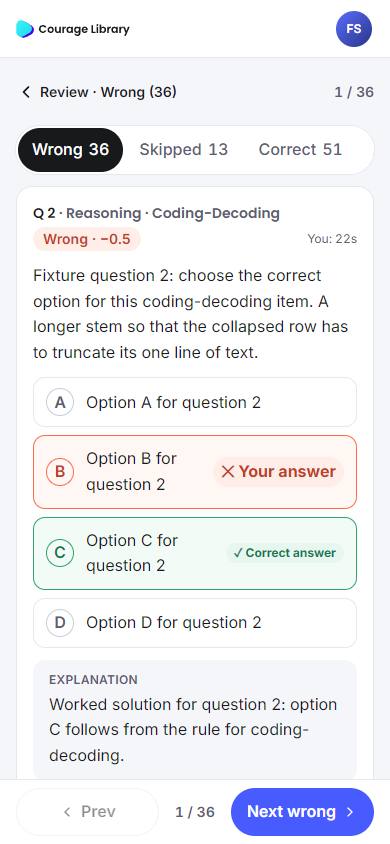 Courage Library
FS
Review · Wrong (36)
1 / 36
Wrong 36
Skipped 13
Correct 51
Q 2 · Reasoning · Coding-Decoding
Wrong · −0.5
You: 22s
Fixture question 2: choose the correct
option for this coding-decoding item. A
longer stem so that the collapsed row has
to truncate its one line of text.
A
Option A for question 2
B
Option B for
question 2
✕ Your answer
C
Option C for
question 2
✓ Correct answer
D
Option D for question 2
EXPLANATION
Worked solution for question 2: option
C follows from the rule for coding-
decoding.
‹ Prev
1 / 36
Next wrong ›